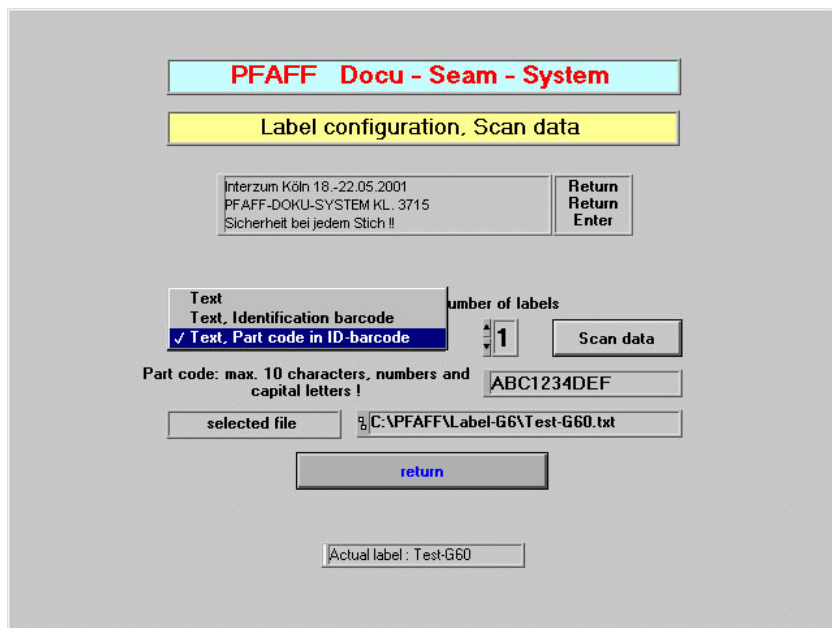 PFAFF Docu - Seam - System
Label configuration, Scan data
Interzum Köln 18.-22.05.2001
PFAFF-DOKU-SYSTEM KL. 3715
Sicherheit bei jedem Stich !!
Return
Return
Enter
Text
Text, Identification barcode
✓ Text, Part code in ID-barcode
umber of labels
1
Scan data
Part code: max. 10 characters, numbers and
capital letters !
ABC1234DEF
selected file
C:\PFAFF\Label-G6\Test-G60.txt
return
Actual label : Test-G60